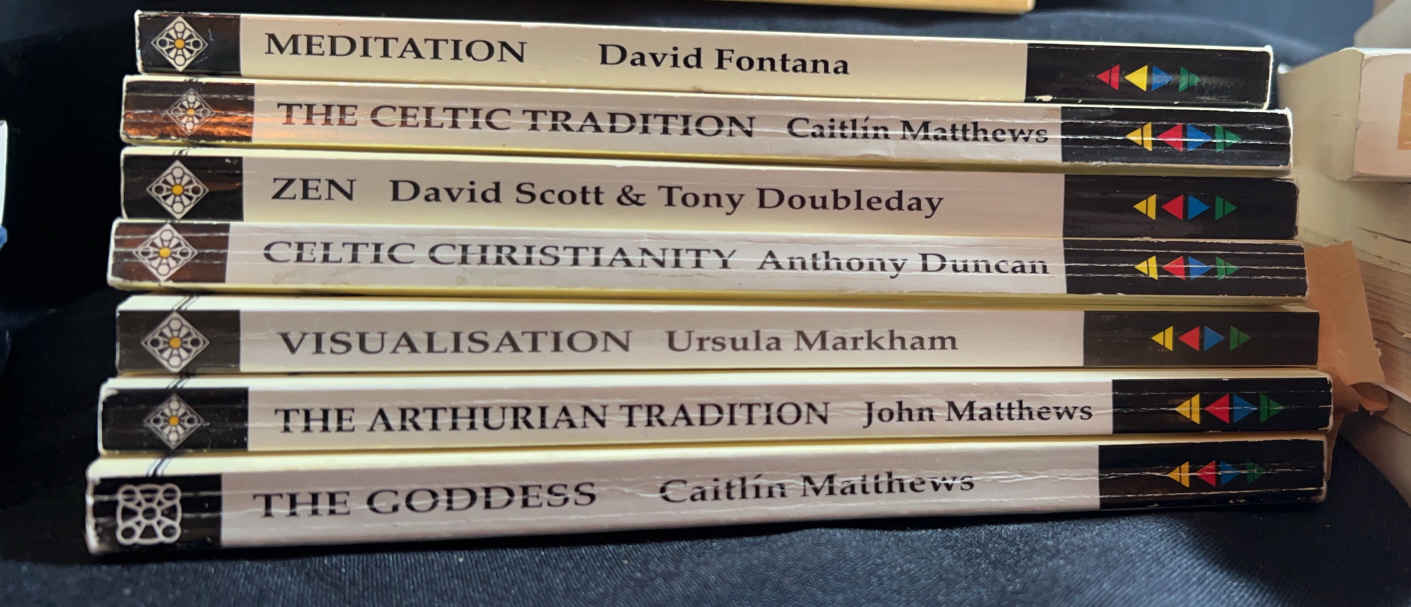 MEDITATION David Fontana
THE CELTIC TRADITION Caitlín Matthews
ZEN David Scott & Tony Doubleday
CELTIC CHRISTIANITY Anthony Duncan
VISUALISATION Ursula Markham
THE ARTHURIAN TRADITION John Matthews
THE GODDESS Caitlín Matthews